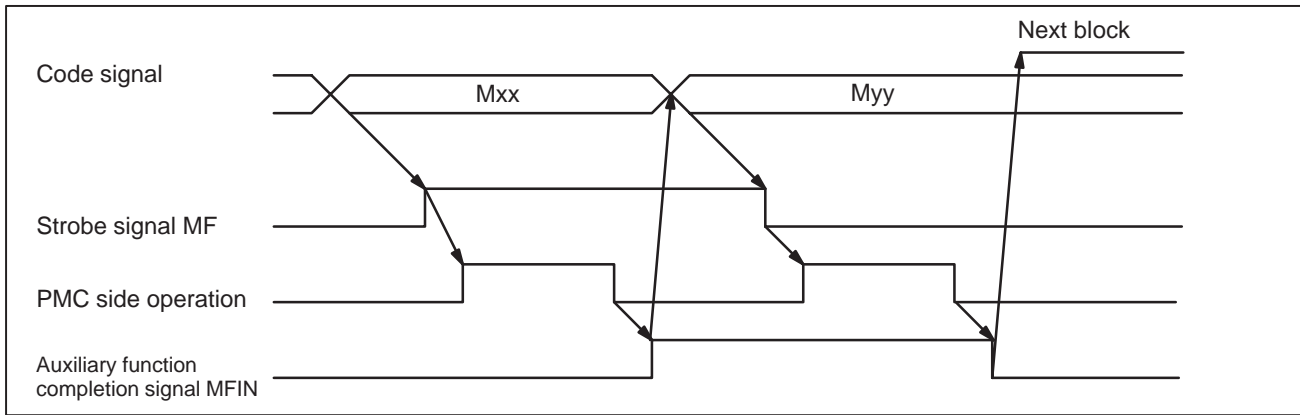 Next block
Code signal
Mxx
Myy
Strobe signal MF
PMC side operation
Auxiliary function
completion signal MFIN